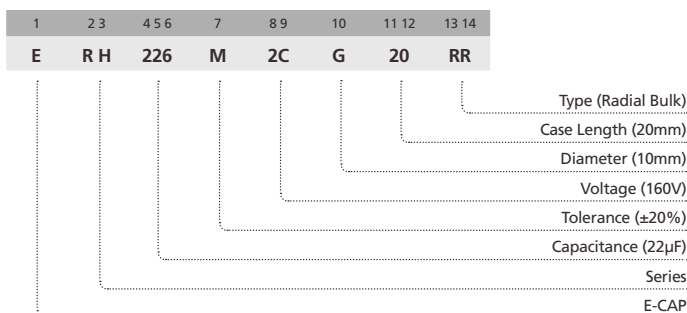 1 2 3 4 5 6 7 8 9 10 11 12 13 14
E R H 226 M 2C G 20 RR
Type (Radial Bulk)
Case Length (20mm)
Diameter (10mm)
Voltage (160V)
Tolerance (±20%)
Capacitance (22µF)
Series
E-CAP